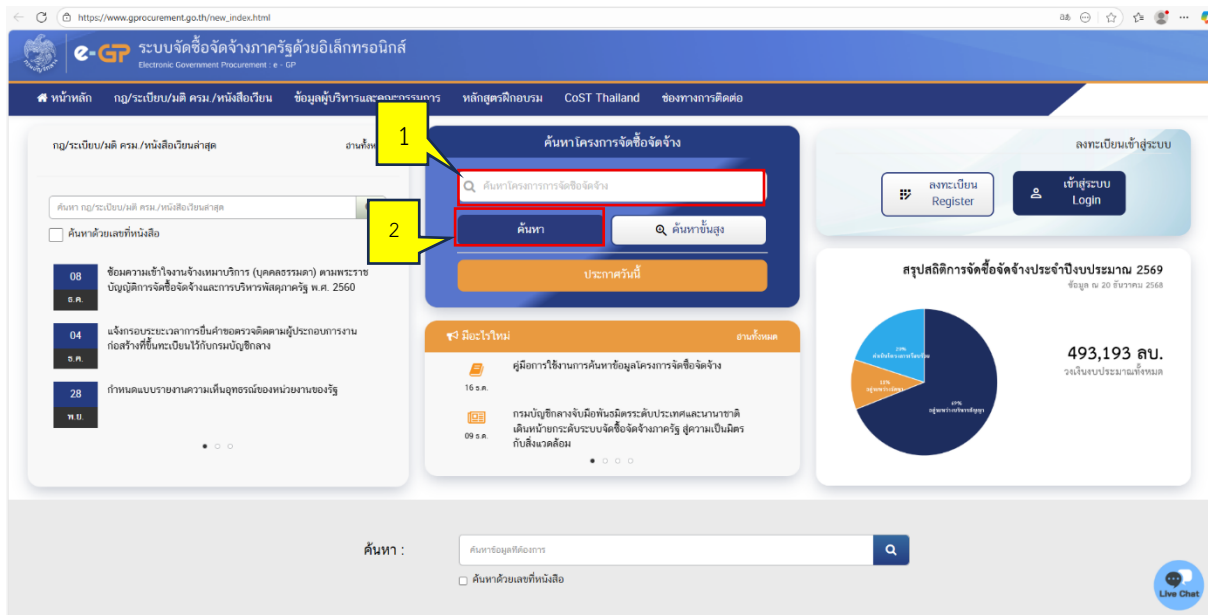 https://www.gprocurement.go.th/new_index.html
e-GP ระบบจัดซื้อจัดจ้างภาครัฐด้วยอิเล็กทรอนิกส์
Electronic Government Procurement : e - GP
หน้าหลัก กฎ/ระเบียบ/มติ ครม./หนังสือเวียน ข้อมูลผู้บริหารและคณะกรรมการ หลักสูตรฝึกอบรม CoST Thailand ช่องทางการติดต่อ
กฎ/ระเบียบ/มติ ครม./หนังสือเวียนล่าสุด
ค้นหา กฎ/ระเบียบ/มติ ครม./หนังสือเวียนล่าสุด
ค้นหาด้วยเลขที่หนังสือ
08 ธ.ค.
ซ้อมความเข้าใจงานจ้างเหมาบริการ (บุคคลธรรมดา) ตามพระราช
บัญญัติการจัดซื้อจัดจ้างและการบริหารพัสดุภาครัฐ พ.ศ. 2560
04 ธ.ค.
แจ้งกรอบระยะเวลาการยื่นคำขอตรวจติดตามผู้ประกอบการงาน
ก่อสร้างที่ขึ้นทะเบียนไว้กับกรมบัญชีกลาง
28 พ.ย.
กำหนดแบบรายงานความเห็นอุทธรณ์ของหน่วยงานของรัฐ
1
2
ค้นหาโครงการจัดซื้อจัดจ้าง
ค้นหาโครงการการจัดซื้อจัดจ้าง
ค้นหา ค้นหาขั้นสูง
ประกาศวันนี้
มีอะไรใหม่ อ่านทั้งหมด
คู่มือการใช้งานการค้นหาข้อมูลโครงการจัดซื้อจัดจ้าง
16 ธ.ค.
กรมบัญชีกลางจับมือพันธมิตรระดับประเทศและนานาชาติ
09 ธ.ค. เดินหน้ายกระดับระบบจัดซื้อจัดจ้างภาครัฐ สู่ความเป็นมิตร
กับสิ่งแวดล้อม
ลงทะเบียนเข้าสู่ระบบ
ลงทะเบียน
Register
เข้าสู่ระบบ
Login
สรุปสถิติการจัดซื้อจัดจ้างประจำปีงบประมาณ 2569
ข้อมูล ณ 20 ธันวาคม 2568
493,193 ลบ.
วงเงินงบประมาณทั้งหมด
ค้นหา :
ค้นหาข้อมูลที่ต้องการ
ค้นหาด้วยเลขที่หนังสือ
Live Chat